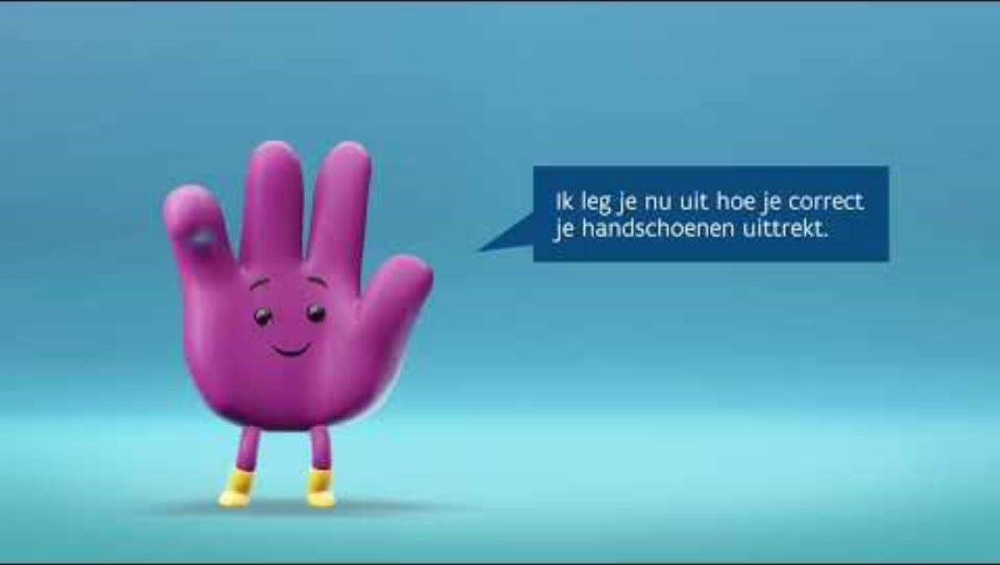 Ik leg je nu uit hoe je correct
je handschoenen uittrekt.